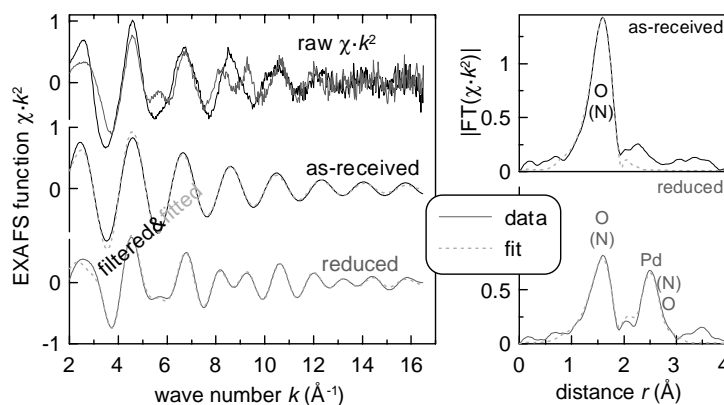 EXAFS function χ·k²
1
0
0
0
-1
raw χ·k²
as-received
filtered&fitted
reduced
2 4 6 8 10 12 14 16
wave number k (Å⁻¹)
|FT(χ·k²)|
1
0.5
0
0.5
0
as-received
O
(N)
reduced
data
fit
O
(N)
Pd
(N)
O
0 1 2 3 4
distance r (Å)